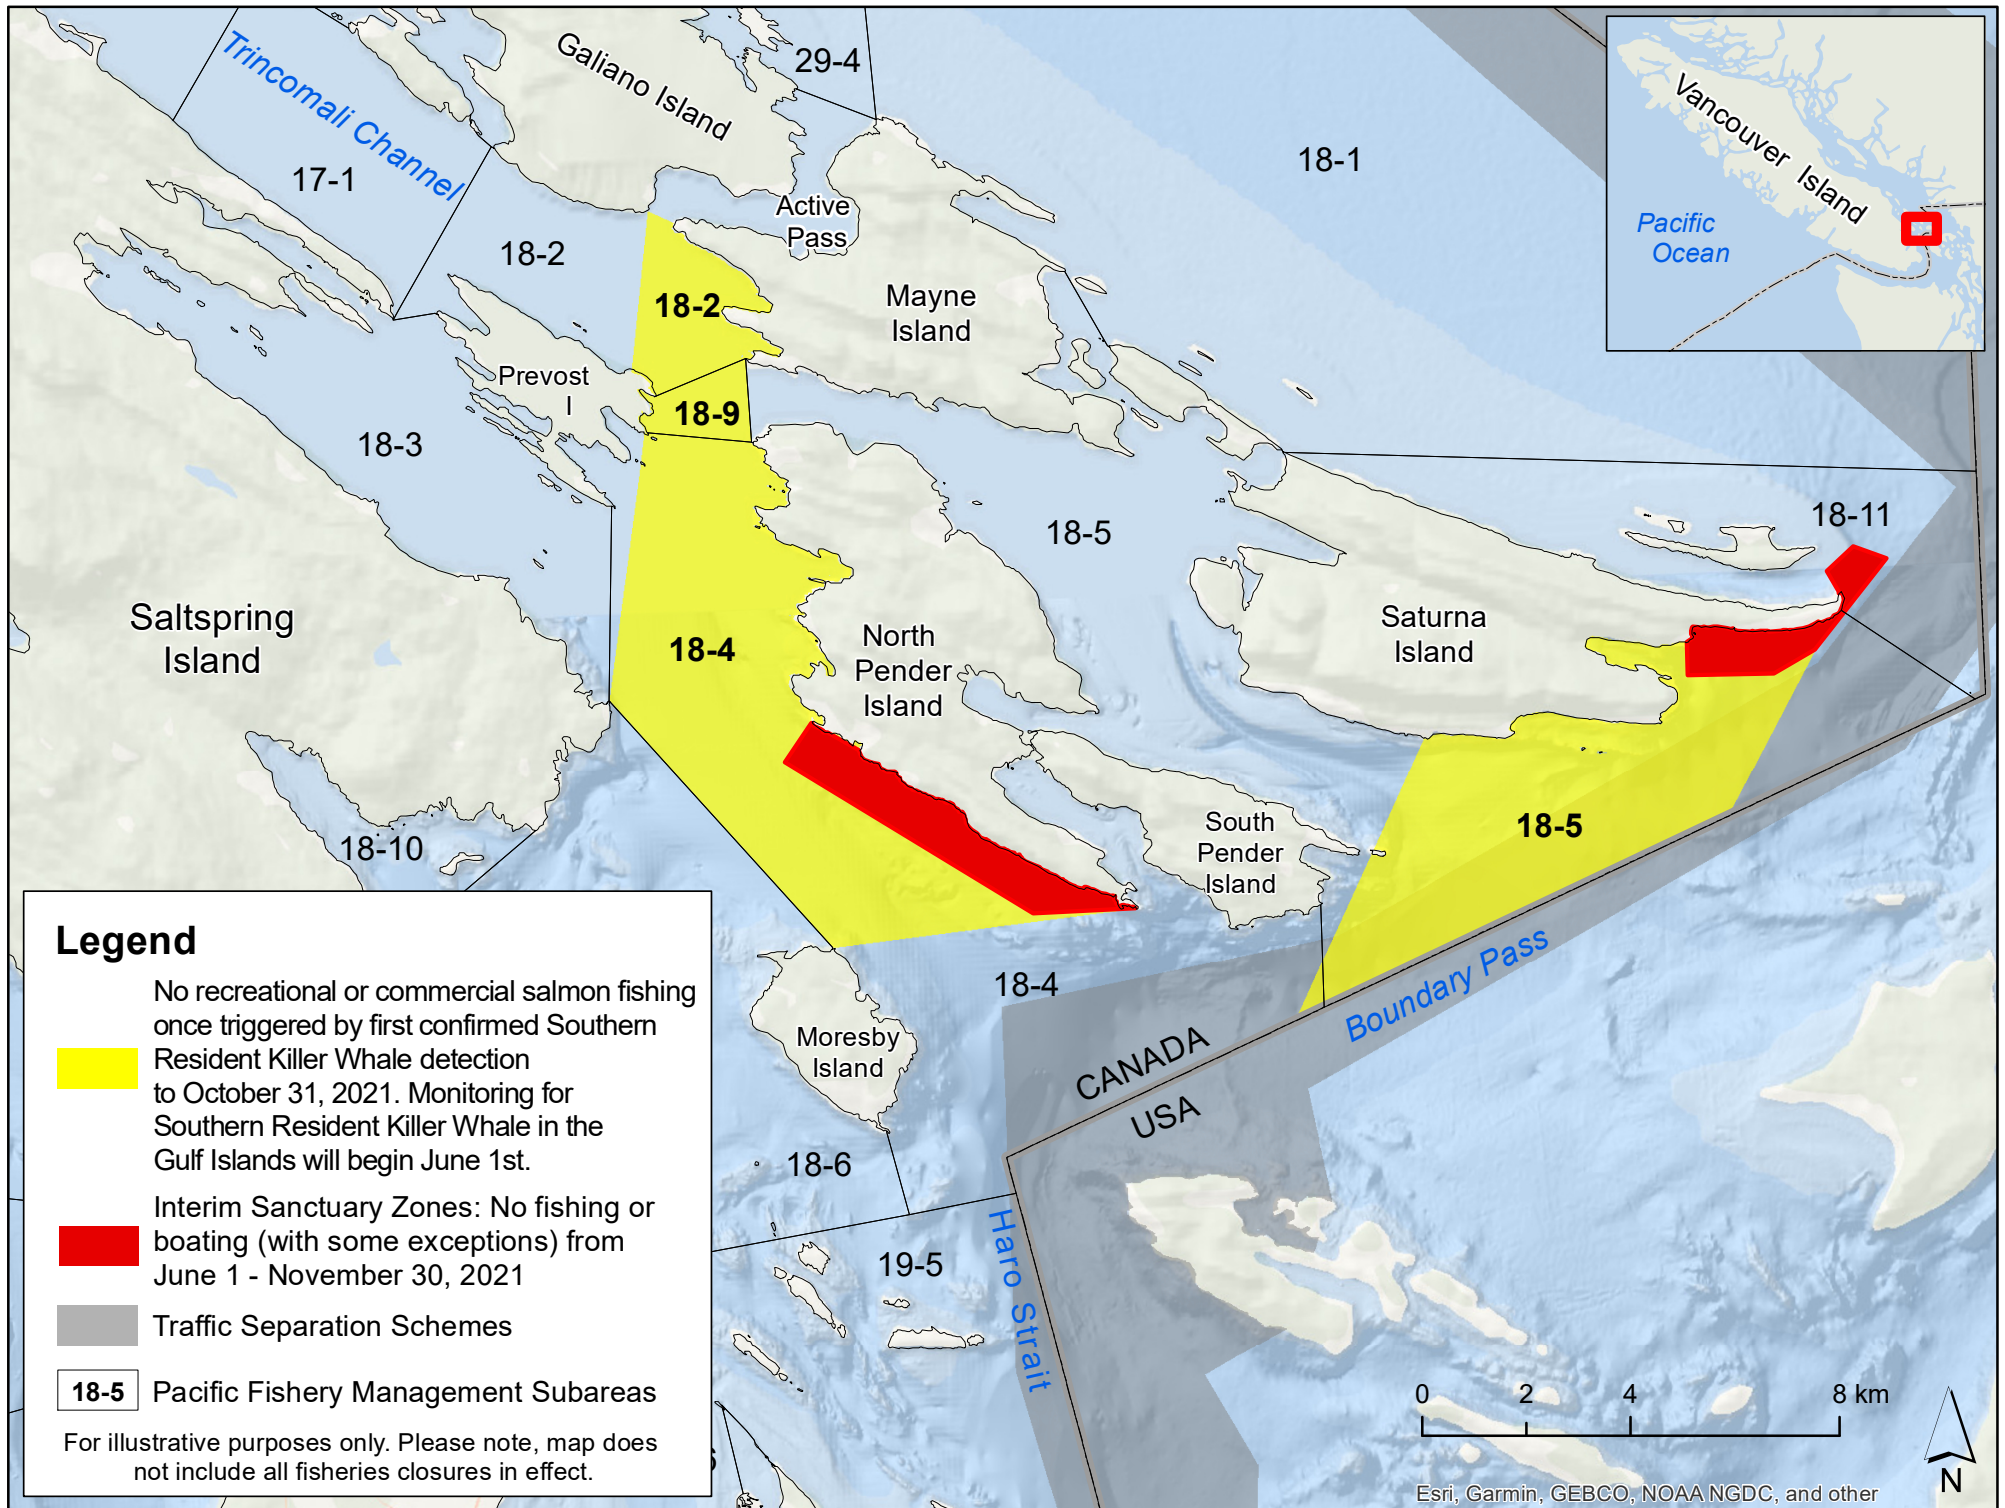 Trincomali Channel
Galiano Island
29-4
17-1
18-2
Active
Pass
18-1
Vancouver Island
Pacific
Ocean
18-2
Mayne
Island
Prevost
I
18-9
18-3
18-5
18-11
Saltspring
Island
18-4
North
Pender
Island
Saturna
Island
18-10
South
Pender
Island
18-5
18-4
Boundary Pass
Moresby
Island
CANADA
USA
18-6
19-5
Haro Strait
Legend
No recreational or commercial salmon fishing
once triggered by first confirmed Southern
Resident Killer Whale detection
to October 31, 2021. Monitoring for
Southern Resident Killer Whale in the
Gulf Islands will begin June 1st.
Interim Sanctuary Zones: No fishing or
boating (with some exceptions) from
June 1 - November 30, 2021
Traffic Separation Schemes
18-5 Pacific Fishery Management Subareas
For illustrative purposes only. Please note, map does
not include all fisheries closures in effect.
0 2 4 8 km
N
Esri, Garmin, GEBCO, NOAA NGDC, and other